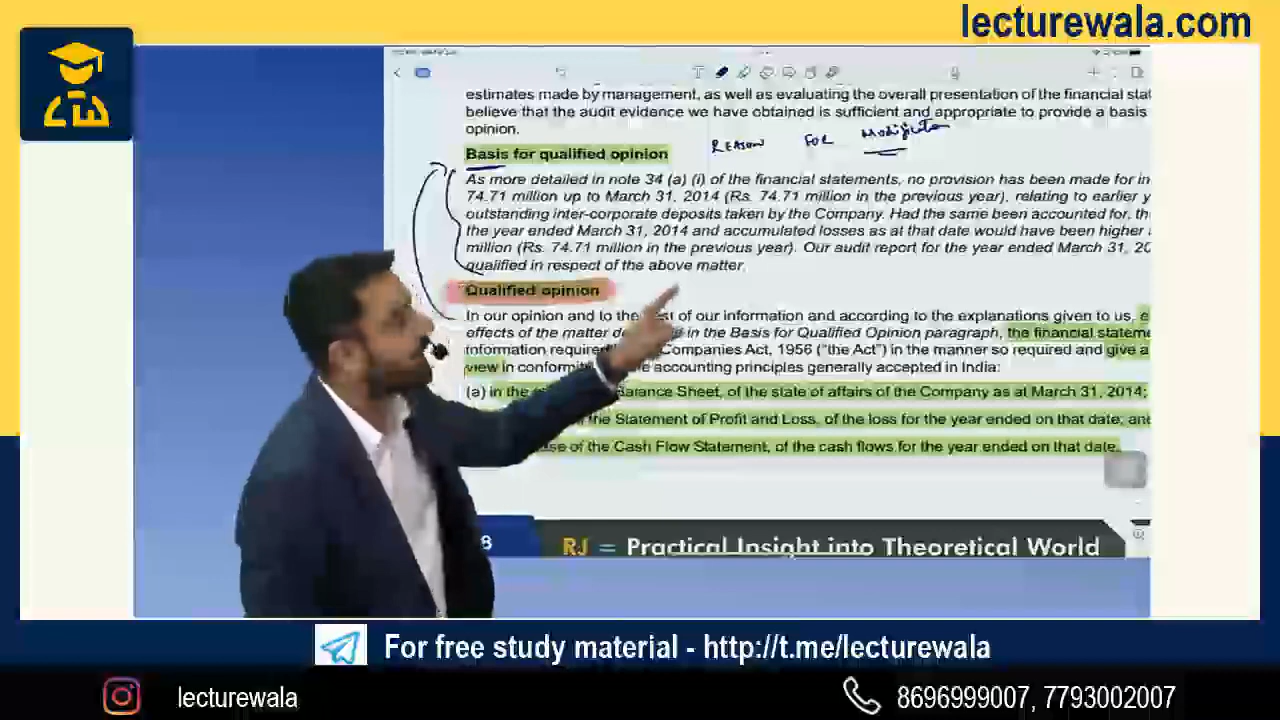 lecturewala.com
estimates made by management, as well as evaluating the overall presentation of the financial stat
believe that the audit evidence we have obtained is sufficient and appropriate to provide a basis
opinion.
REASON FOR Modification
Basis for qualified opinion
As more detailed in note 34 (a) (i) of the financial statements, no provision has been made for in
74.71 million up to March 31, 2014 (Rs. 74.71 million in the previous year), relating to earlier y
outstanding inter-corporate deposits taken by the Company. Had the same been accounted for, th
the year ended March 31, 2014 and accumulated losses as at that date would have been higher
million (Rs. 74.71 million in the previous year). Our audit report for the year ended March 31, 20
qualified in respect of the above matter.
Qualified opinion
In our opinion and to the of our information and according to the explanations given to us, e
effects of the matter in the Basis for Qualified Opinion paragraph, the financial stateme
information required Companies Act, 1956 ("the Act") in the manner so required and give a
view in accounting principles generally accepted in India:
(a) in the Balance Sheet, of the state of affairs of the Company as at March 31, 2014;
the Statement of Profit and Loss, of the loss for the year ended on that date; and
of the Cash Flow Statement, of the cash flows for the year ended on that date.
8 RJ = Practical Insight into Theoretical World
For free study material - http://t.me/lecturewala
lecturewala 8696999007, 7793002007